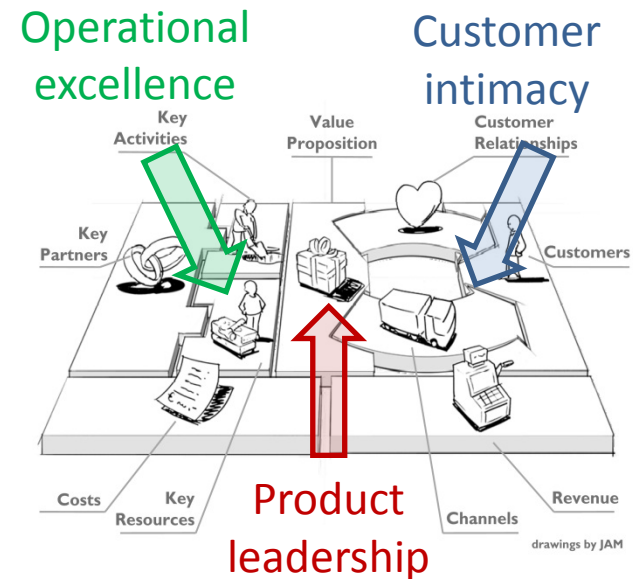 Operational
excellence
Customer
intimacy
Key
Activities
Value
Proposition
Customer
Relationships
Key
Partners
Customers
Costs
Key
Resources
Product
leadership
Channels
Revenue
drawings by JAM